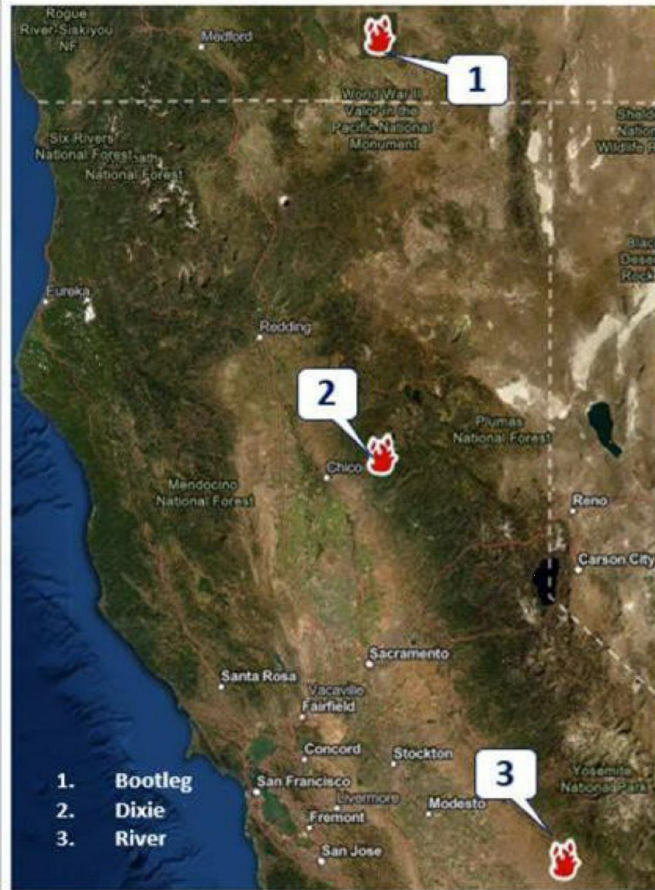 Rogue
River-Siskiyou
NF
Medford
1
World War II
Valor in the
Pacific National
Monument
Six Rivers
National Forest
National Forest
Eureka
Redding
2
Plumas
National Forest
Chico
Mendocino
National Forest
Reno
Carson City
Sacramento
Santa Rosa
Vacaville
Fairfield
Concord
Stockton
3
Yosemite
National Park
San Francisco
Livermore
Modesto
Fremont
San Jose
1. Bootleg
2. Dixie
3. River